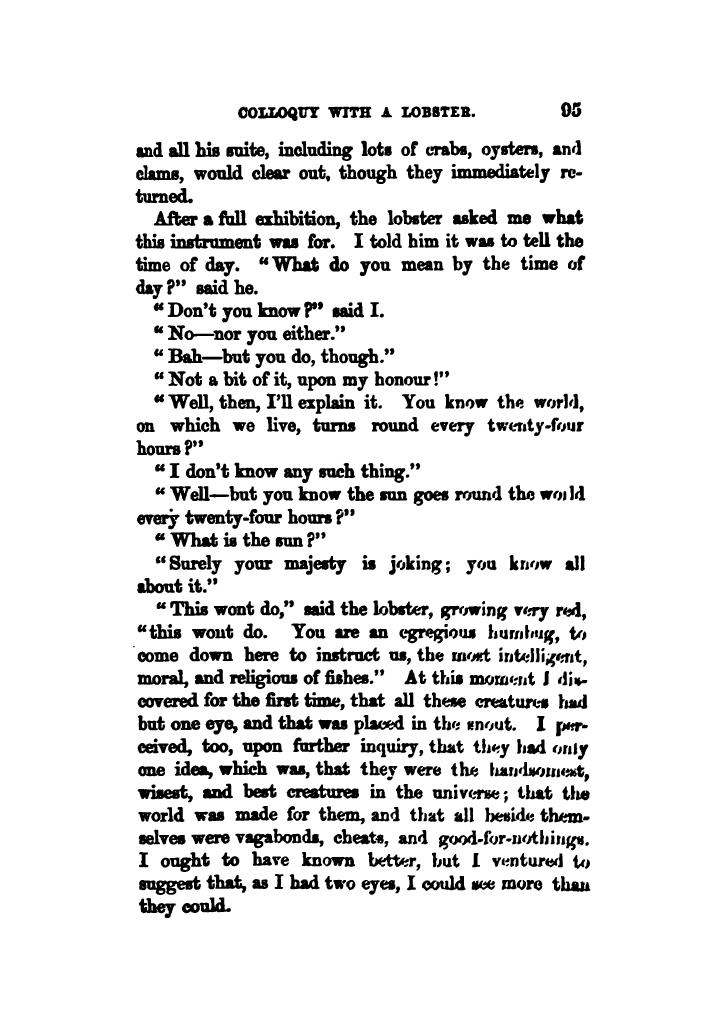 COLLOQUY WITH A LOBSTER. 95
and all his suite, including lots of crabs, oysters, and
clams, would clear out, though they immediately re-
turned.
After a full exhibition, the lobster asked me what
this instrument was for. I told him it was to tell the
time of day. "What do you mean by the time of
day?" said he.
"Don't you know?" said I.
"No—nor you either."
"Bah—but you do, though."
"Not a bit of it, upon my honour!"
"Well, then, I'll explain it. You know the world,
on which we live, turns round every twenty-four
hours?"
"I don't know any such thing."
"Well—but you know the sun goes round the world
every twenty-four hours?"
"What is the sun?"
"Surely your majesty is joking; you know all
about it."
"This wont do," said the lobster, growing very red,
"this wont do. You are an egregious humbug, to
come down here to instruct us, the most intelligent,
moral, and religious of fishes." At this moment I dis-
covered for the first time, that all these creatures had
but one eye, and that was placed in the snout. I per-
ceived, too, upon further inquiry, that they had only
one idea, which was, that they were the handsomest,
wisest, and best creatures in the universe; that the
world was made for them, and that all beside them-
selves were vagabonds, cheats, and good-for-nothings.
I ought to have known better, but I ventured to
suggest that, as I had two eyes, I could see more than
they could.